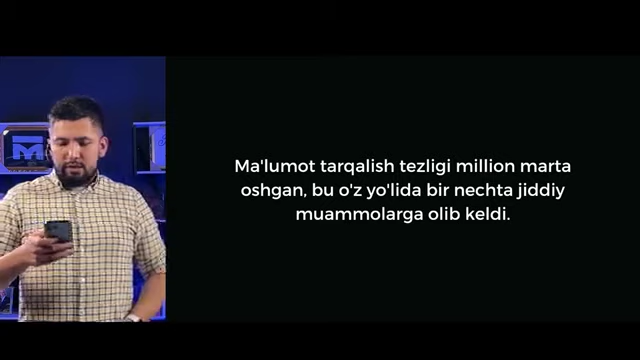 Ma'lumot tarqalish tezligi million marta
oshgan, bu o'z yo'lida bir nechta jiddiy
muammolarga olib keldi.